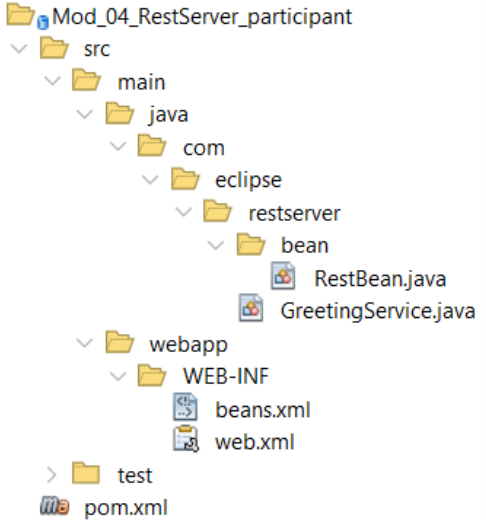 Mod_04_RestServer_participant
src
main
java
com
eclipse
restserver
bean
RestBean.java
GreetingService.java
webapp
WEB-INF
beans.xml
web.xml
test
pom.xml